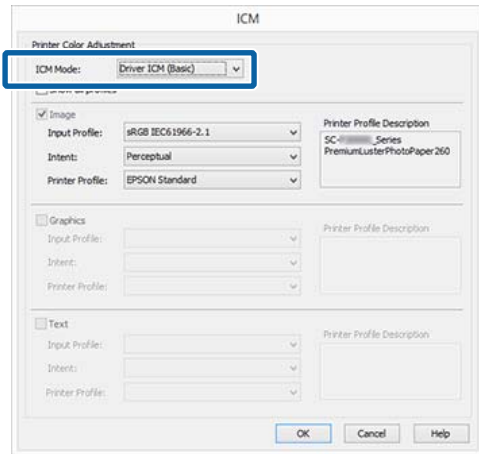 ICM
Printer Color Adjustment
ICM Mode: Driver ICM (Basic)
Image
Input Profile: sRGB IEC61966-2.1
Intent: Perceptual
Printer Profile: EPSON Standard
Printer Profile Description
SC- _Series
PremiumLusterPhotoPaper260
Graphics
Input Profile:
Intent:
Printer Profile:
Printer Profile Description
Text
Input Profile:
Intent:
Printer Profile:
Printer Profile Description
OK Cancel Help